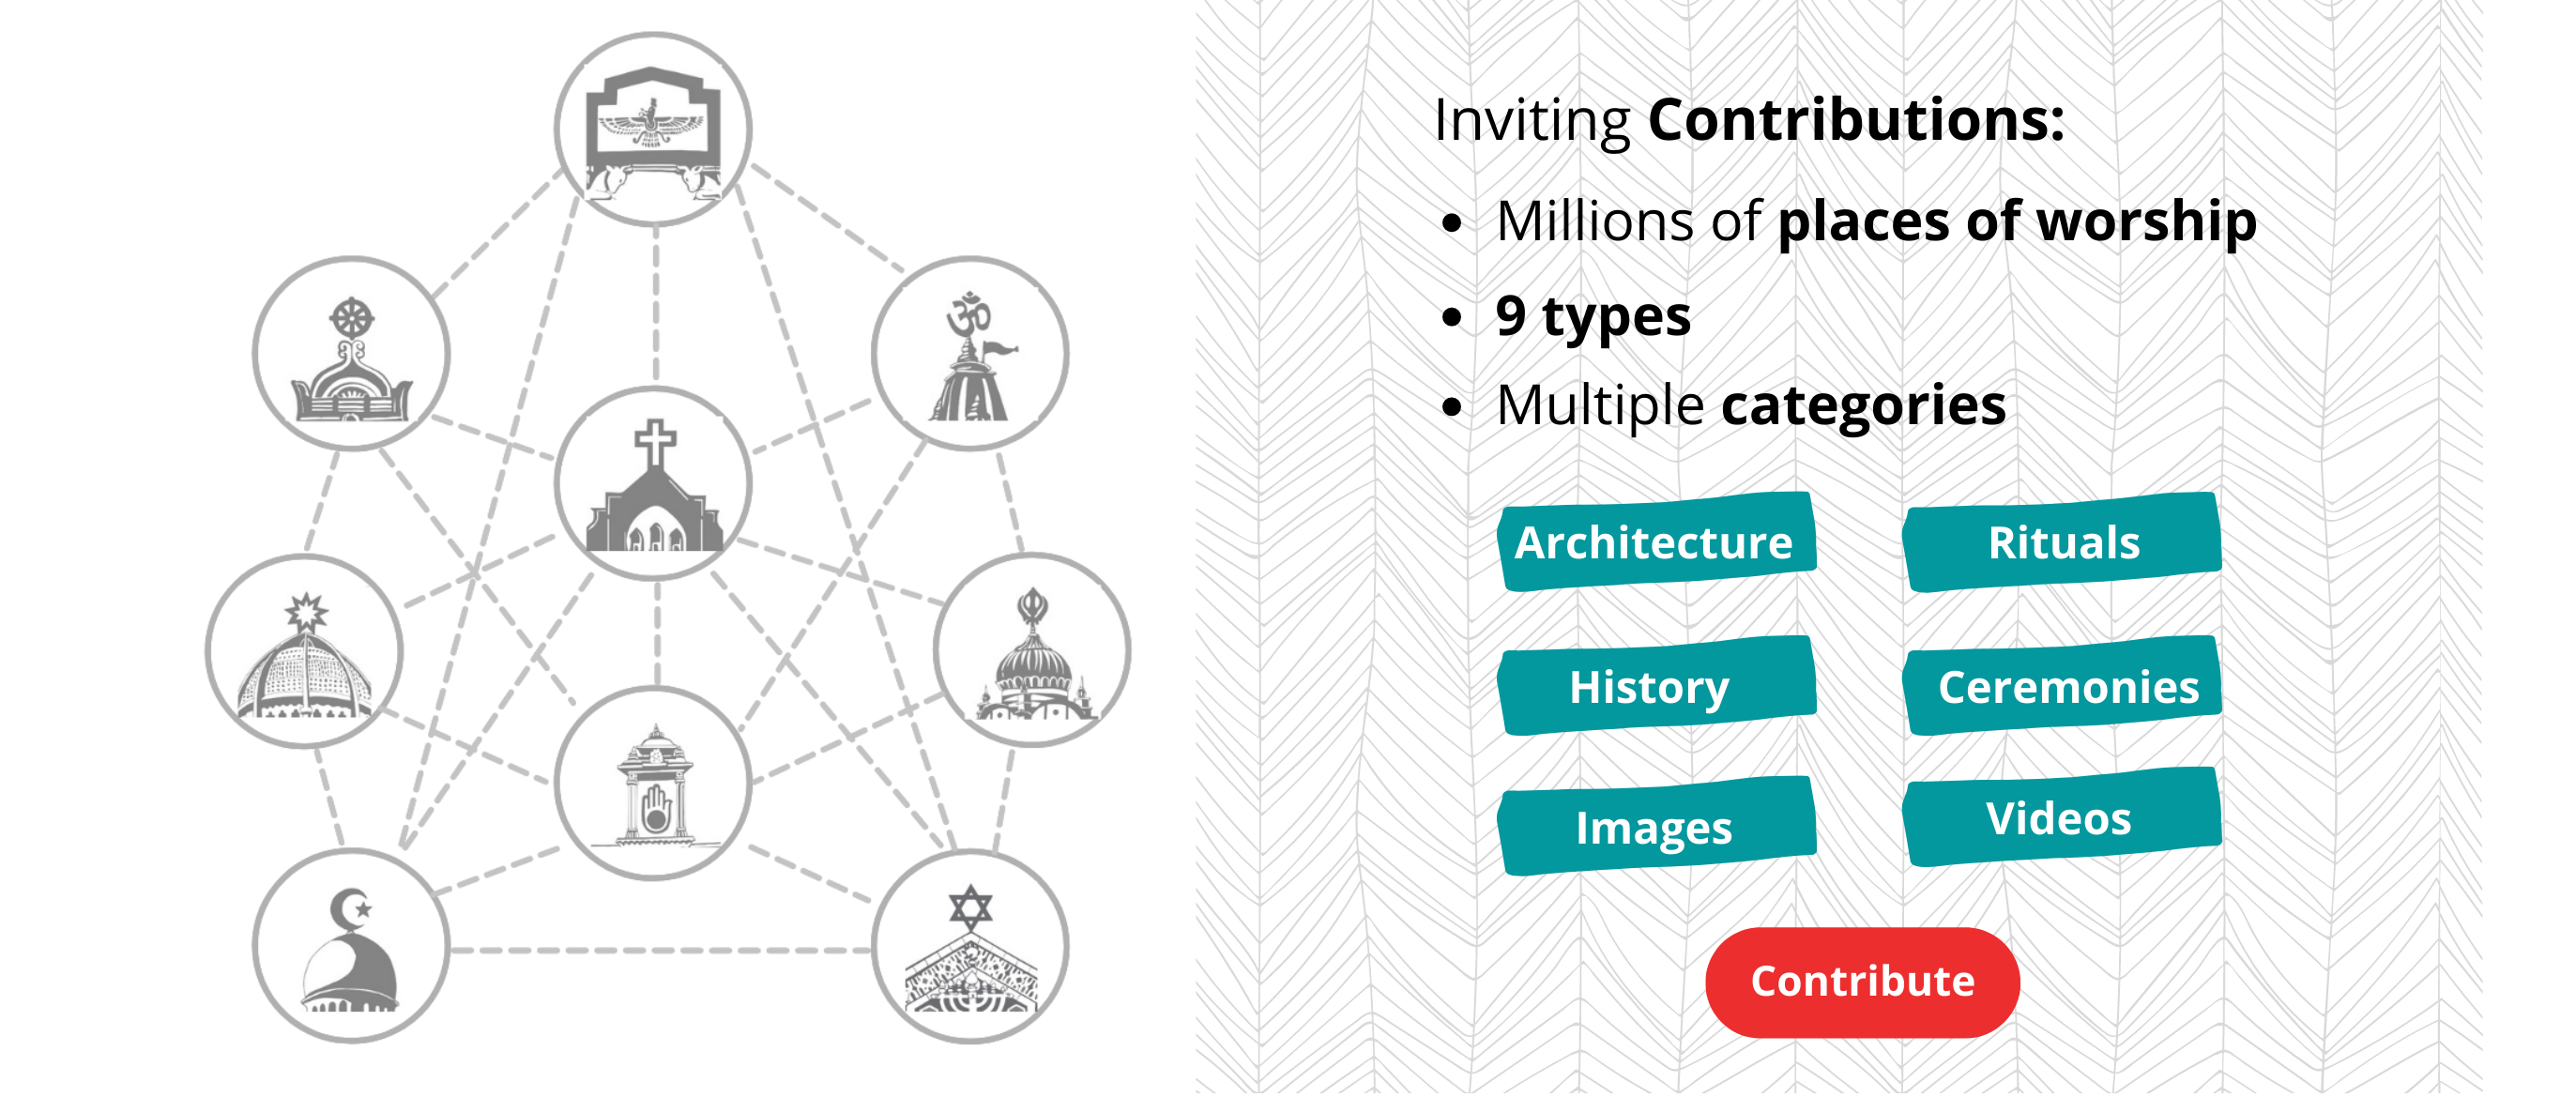 Inviting Contributions:
• Millions of places of worship
• 9 types
• Multiple categories
Architecture
Rituals
History
Ceremonies
Images
Videos
Contribute
ॐ